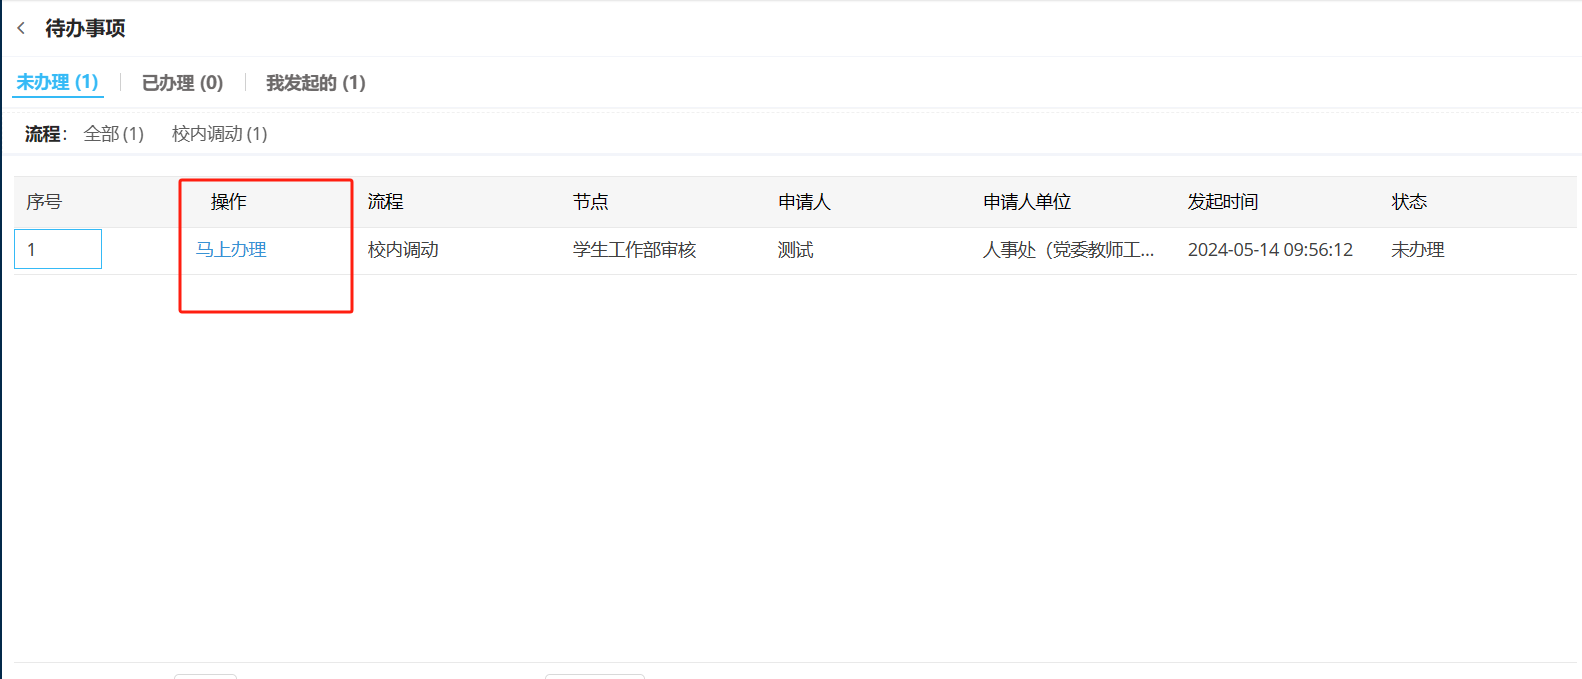 待办事项
未办理 (1) 已办理 (0) 我发起的 (1)
流程: 全部 (1) 校内调动 (1)
序号 操作 流程 节点 申请人 申请人单位 发起时间 状态
1 马上办理 校内调动 学生工作部审核 测试 人事处（党委教师工... 2024-05-14 09:56:12 未办理